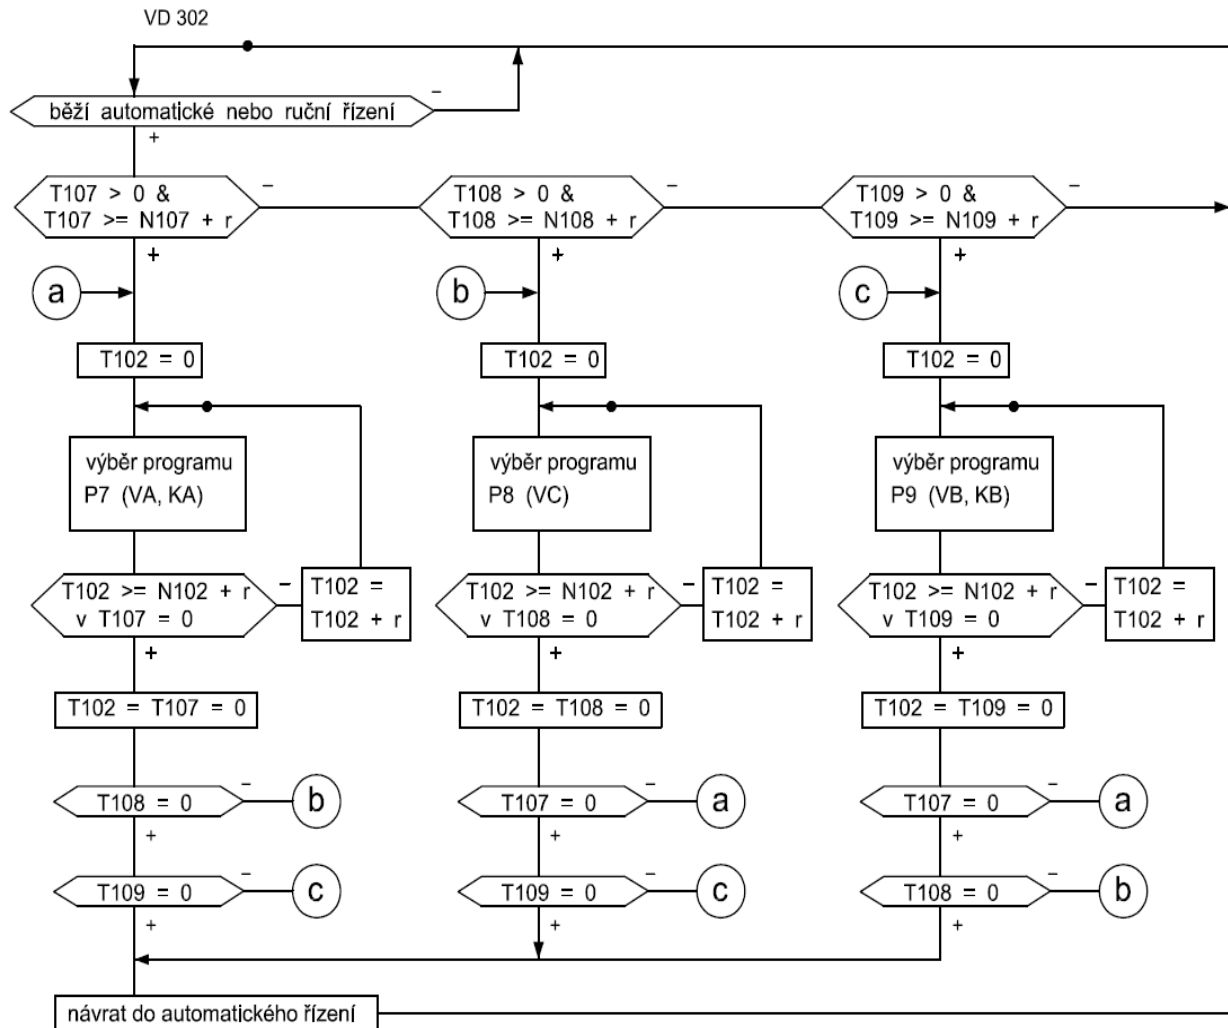 VD 302
běží automatické nebo ruční řízení
−
+
T107 > 0 &
T107 >= N107 + r
−
+
T108 > 0 &
T108 >= N108 + r
−
+
T109 > 0 &
T109 >= N109 + r
−
+
a
b
c
T102 = 0
T102 = 0
T102 = 0
výběr programu
P7 (VA, KA)
výběr programu
P8 (VC)
výběr programu
P9 (VB, KB)
T102 >= N102 + r
v T107 = 0
−
+
T102 =
T102 + r
T102 >= N102 + r
v T108 = 0
−
+
T102 =
T102 + r
T102 >= N102 + r
v T109 = 0
−
+
T102 =
T102 + r
T102 = T107 = 0
T102 = T108 = 0
T102 = T109 = 0
T108 = 0
−
b
+
T107 = 0
−
a
+
T107 = 0
−
a
+
T109 = 0
−
c
+
T109 = 0
−
c
+
T108 = 0
−
b
+
návrat do automatického řízení